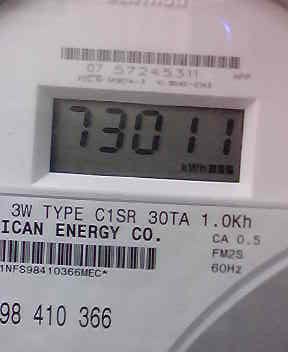 07 57245311
73011
kWh
3W TYPE C1SR 30TA 1.0Kh
ICAN ENERGY CO.
CA 0.5
FM2S
60Hz
1NFS98410366MEC*
98 410 366